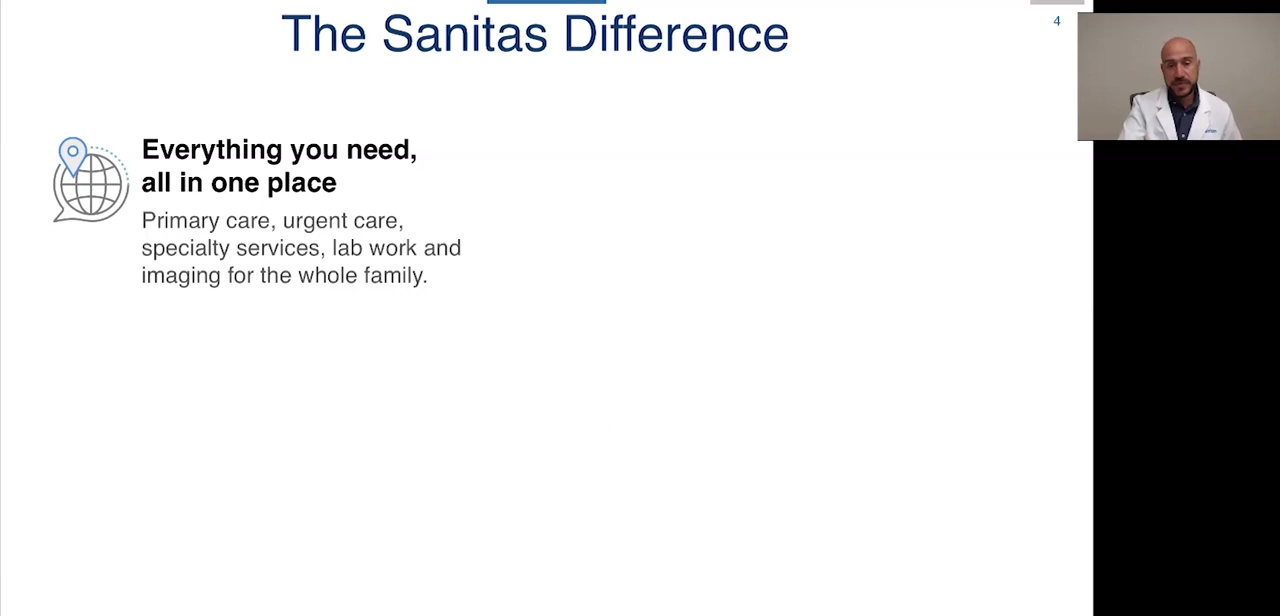 The Sanitas Difference
4
Everything you need,
all in one place
Primary care, urgent care,
specialty services, lab work and
imaging for the whole family.